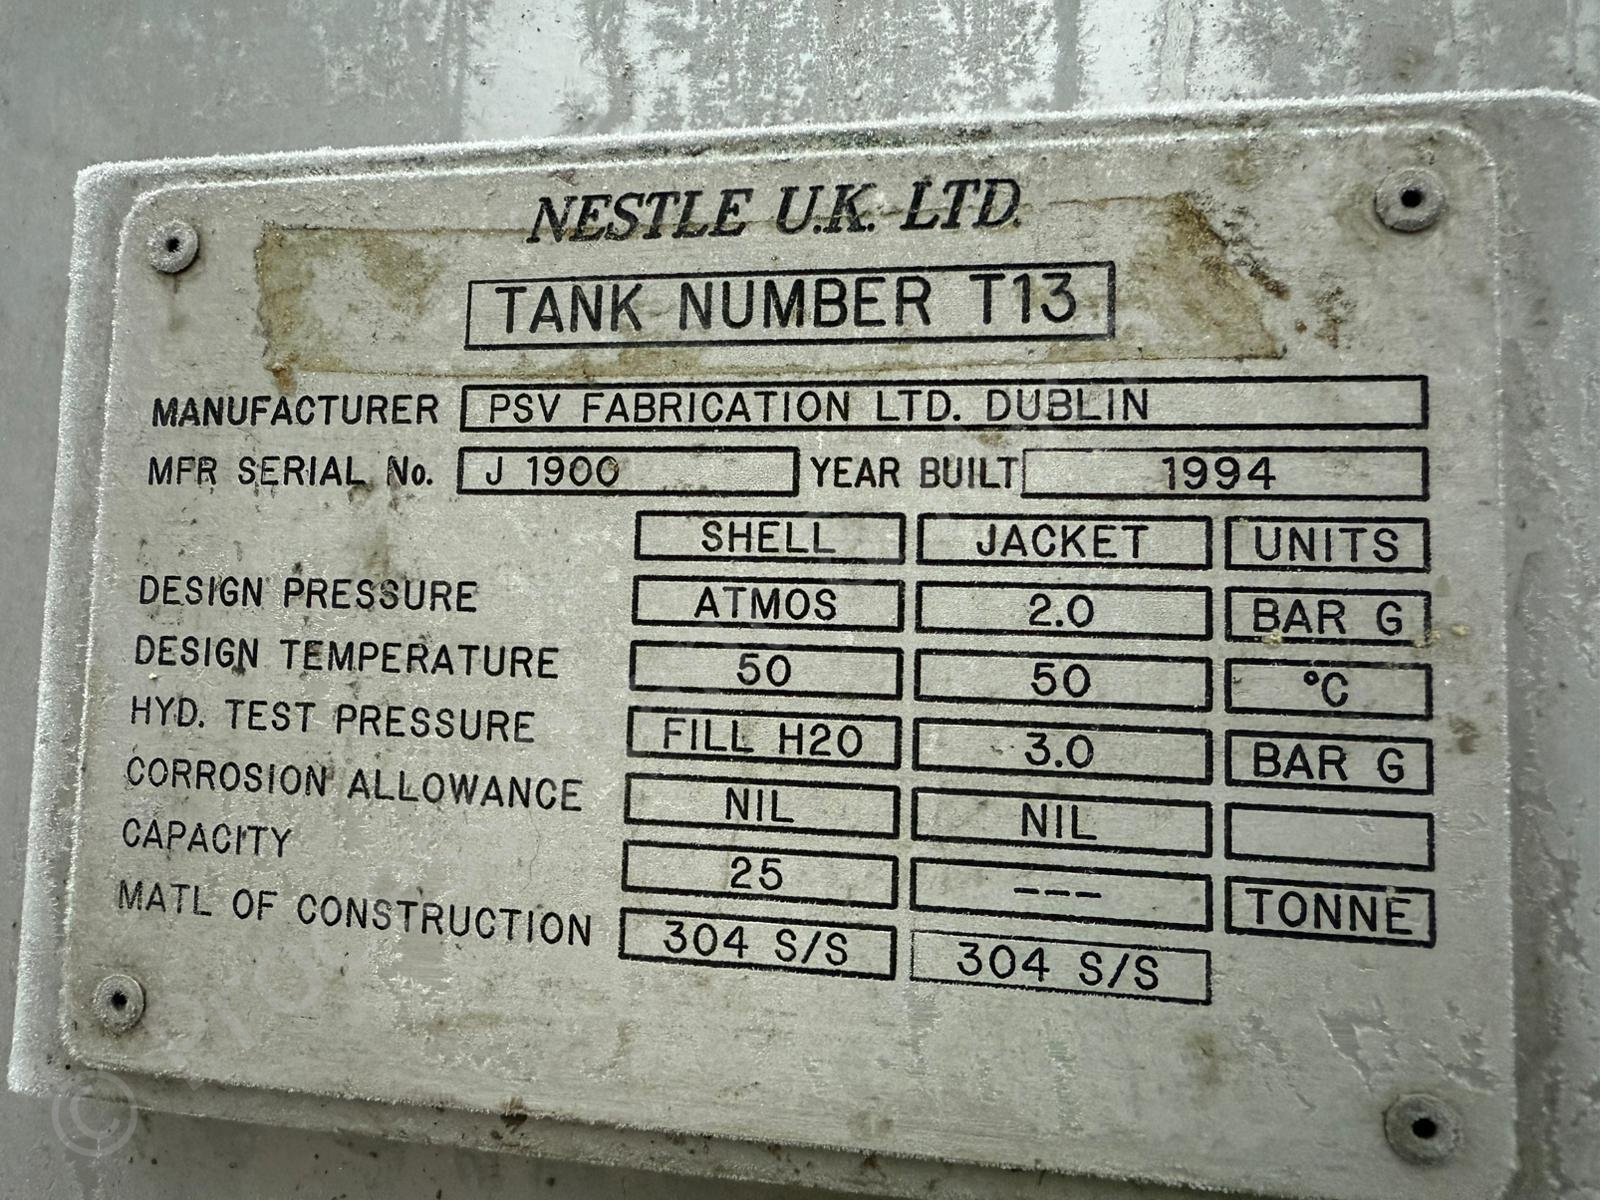 NESTLE U.K. LTD.
TANK NUMBER T13
MANUFACTURER PSV FABRICATION LTD. DUBLIN
MFR SERIAL No. J 1900 YEAR BUILT 1994
SHELL JACKET UNITS
DESIGN PRESSURE ATMOS 2.0 BAR G
DESIGN TEMPERATURE 50 50 °C
HYD. TEST PRESSURE FILL H2O 3.0 BAR G
CORROSION ALLOWANCE NIL NIL
CAPACITY 25 --- TONNE
MATL OF CONSTRUCTION 304 S/S 304 S/S